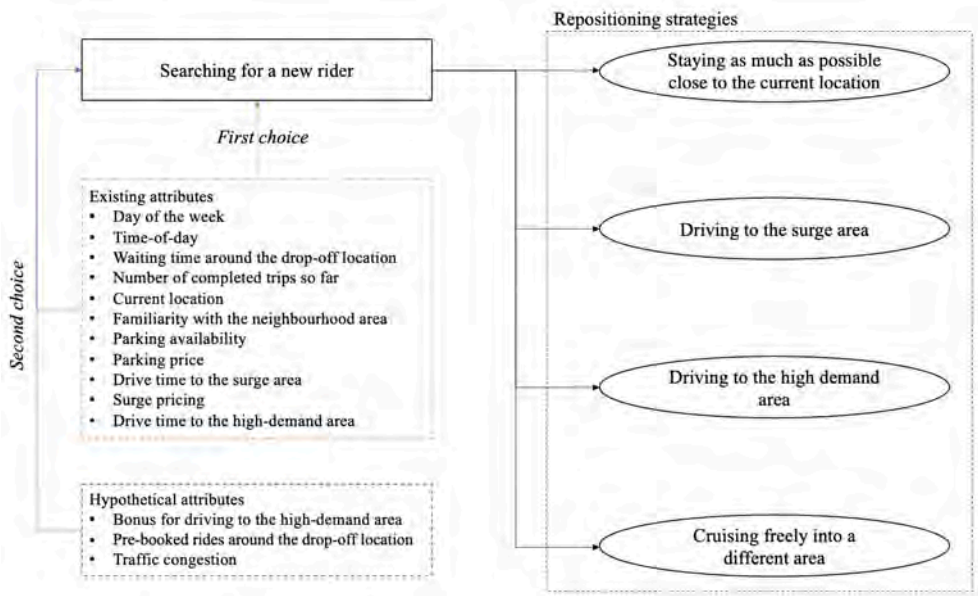 Repositioning strategies
Searching for a new rider
Staying as much as possible
close to the current location
First choice
Existing attributes
• Day of the week
• Time-of-day
• Waiting time around the drop-off location
• Number of completed trips so far
• Current location
• Familiarity with the neighbourhood area
• Parking availability
• Parking price
• Drive time to the surge area
• Surge pricing
• Drive time to the high-demand area
Second choice
Driving to the surge area
Driving to the high demand
area
Hypothetical attributes
• Bonus for driving to the high-demand area
• Pre-booked rides around the drop-off location
• Traffic congestion
Cruising freely into a
different area